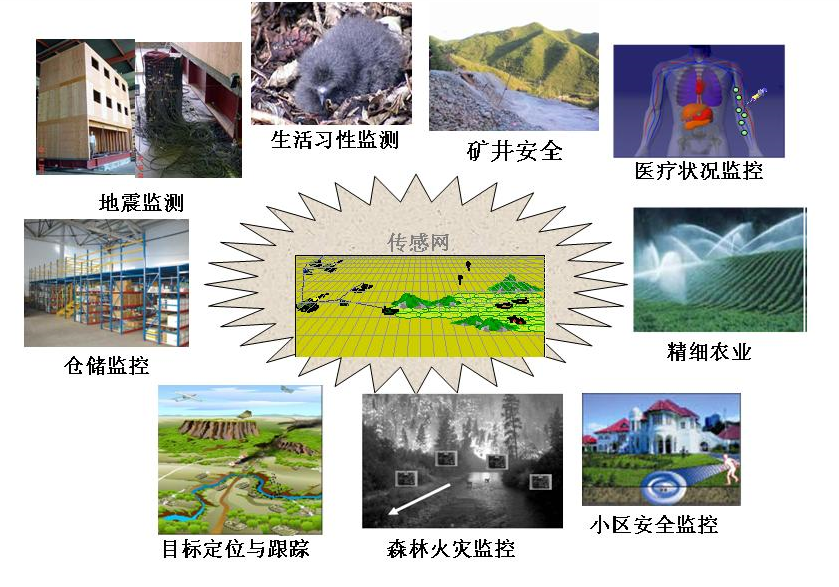 生活习性监测
矿井安全
医疗状况监控
地震监测
传感网
仓储监控
精细农业
目标定位与跟踪
森林火灾监控
小区安全监控